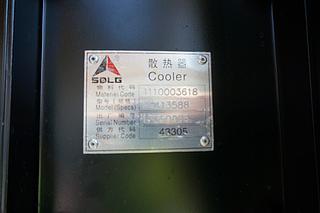 散热器
SDLG
Cooler
物料代码
Material Code 4110003618
型号(规格)
Model(Specs)
出厂编号
Serial Number
供方代码
Supplier Code 43305